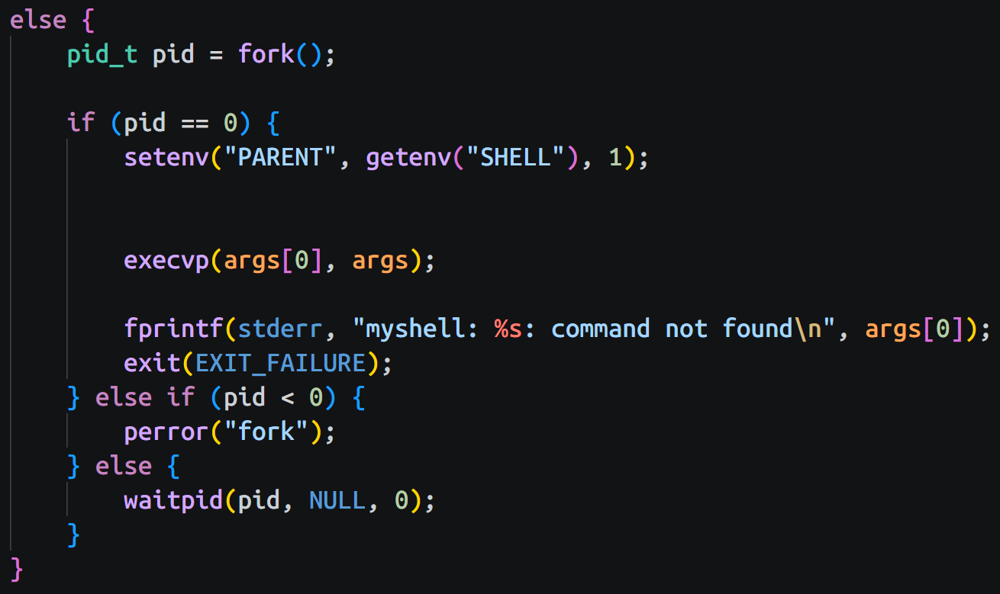 else {
    pid_t pid = fork();

    if (pid == 0) {
        setenv("PARENT", getenv("SHELL"), 1);


        execvp(args[0], args);

        fprintf(stderr, "myshell: %s: command not found\n", args[0]);
        exit(EXIT_FAILURE);
    } else if (pid < 0) {
        perror("fork");
    } else {
        waitpid(pid, NULL, 0);
    }
}